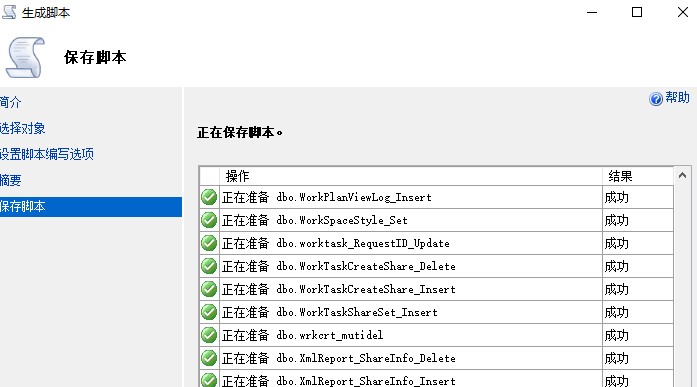 生成脚本
保存脚本
帮助
简介
选择对象
设置脚本编写选项
摘要
保存脚本
正在保存脚本。
操作 结果
正在准备 dbo.WorkPlanViewLog_Insert 成功
正在准备 dbo.WorkSpaceStyle_Set 成功
正在准备 dbo.worktask_RequestID_Update 成功
正在准备 dbo.WorkTaskCreateShare_Delete 成功
正在准备 dbo.WorkTaskCreateShare_Insert 成功
正在准备 dbo.WorkTaskShareSet_Insert 成功
正在准备 dbo.wrkcrt_mutidel 成功
正在准备 dbo.XmlReport_ShareInfo_Delete 成功
正在准备 dbo.XmlReport_ShareInfo_Insert 成功